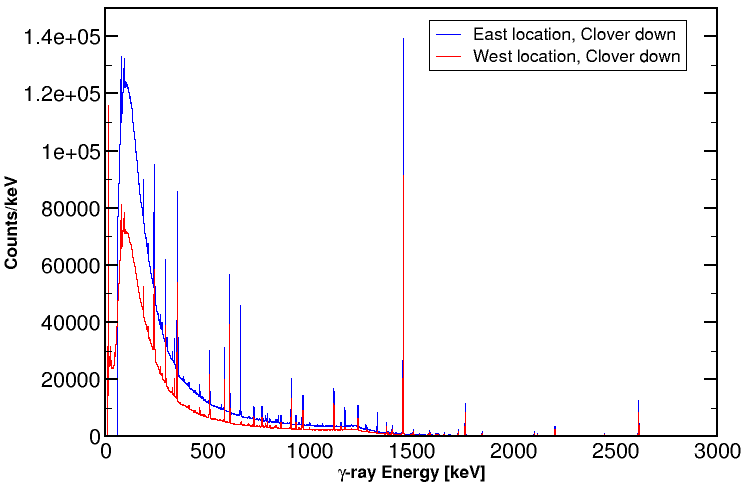 1.4e+05
1.2e+05
1e+05
80000
60000
40000
20000
0
Counts/keV
East location, Clover down
West location, Clover down
0 500 1000 1500 2000 2500 3000
γ-ray Energy [keV]